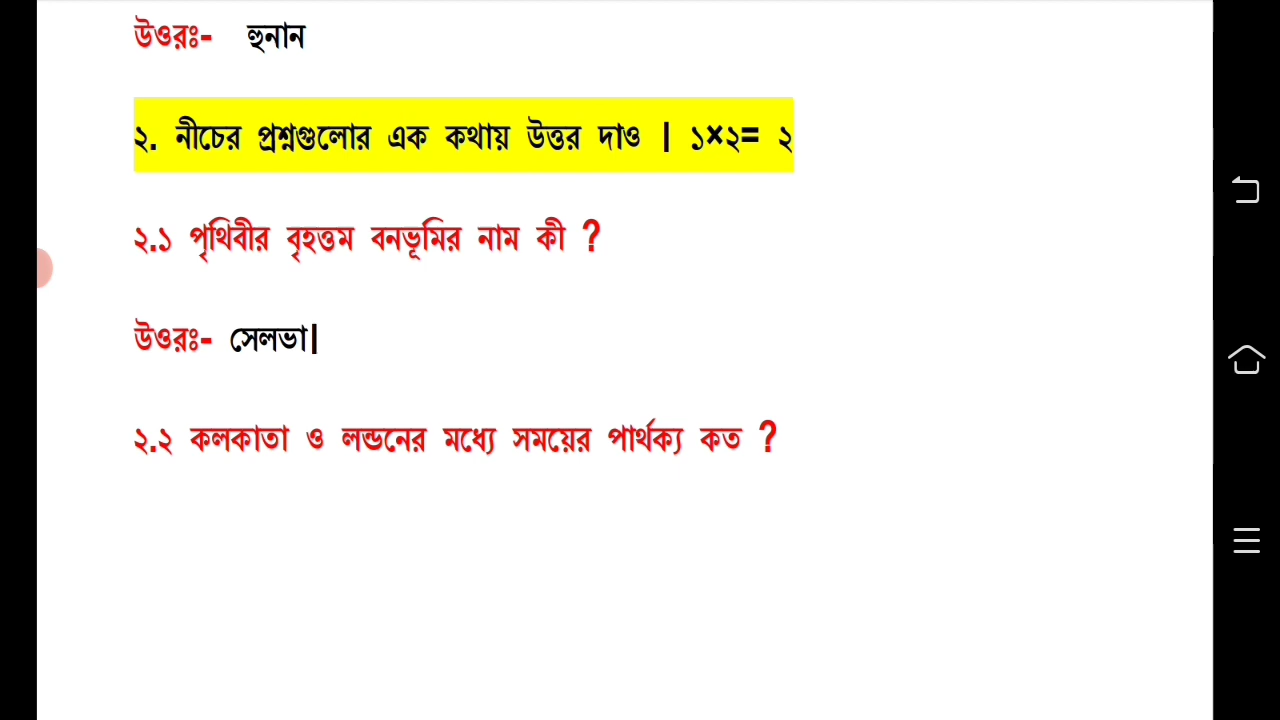 উওরঃ- হুনান
২. নীচের প্রশ্নগুলোর এক কথায় উত্তর দাও । ১×২= ২
২.১ পৃথিবীর বৃহত্তম বনভূমির নাম কী ?
উওরঃ- সেলভা।
২.২ কলকাতা ও লন্ডনের মধ্যে সময়ের পার্থক্য কত ?